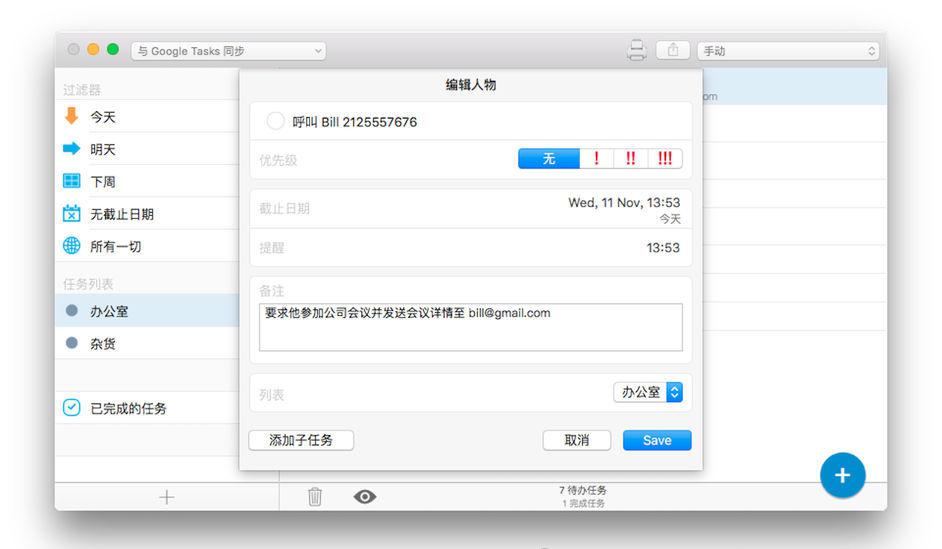 与 Google Tasks 同步
手动
过滤器
今天
明天
下周
无截止日期
所有一切
任务列表
办公室
杂货
已完成的任务
编辑人物
呼叫 Bill 2125557676
优先级
无
!
!!
!!!
截止日期
Wed, 11 Nov, 13:53
今天
提醒
13:53
备注
要求他参加公司会议并发送会议详情至 bill@gmail.com
列表
办公室
添加子任务
取消
Save
om
7 待办任务
1 完成任务